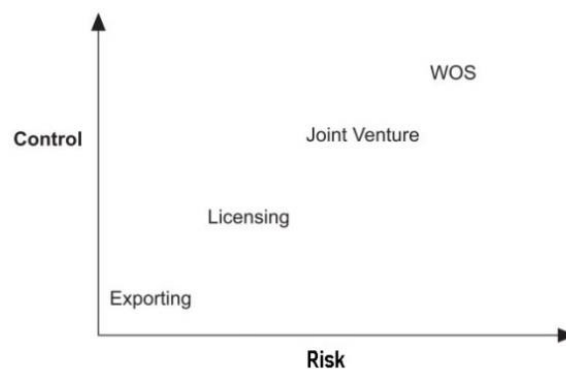 WOS
Control
Joint Venture
Licensing
Exporting
Risk